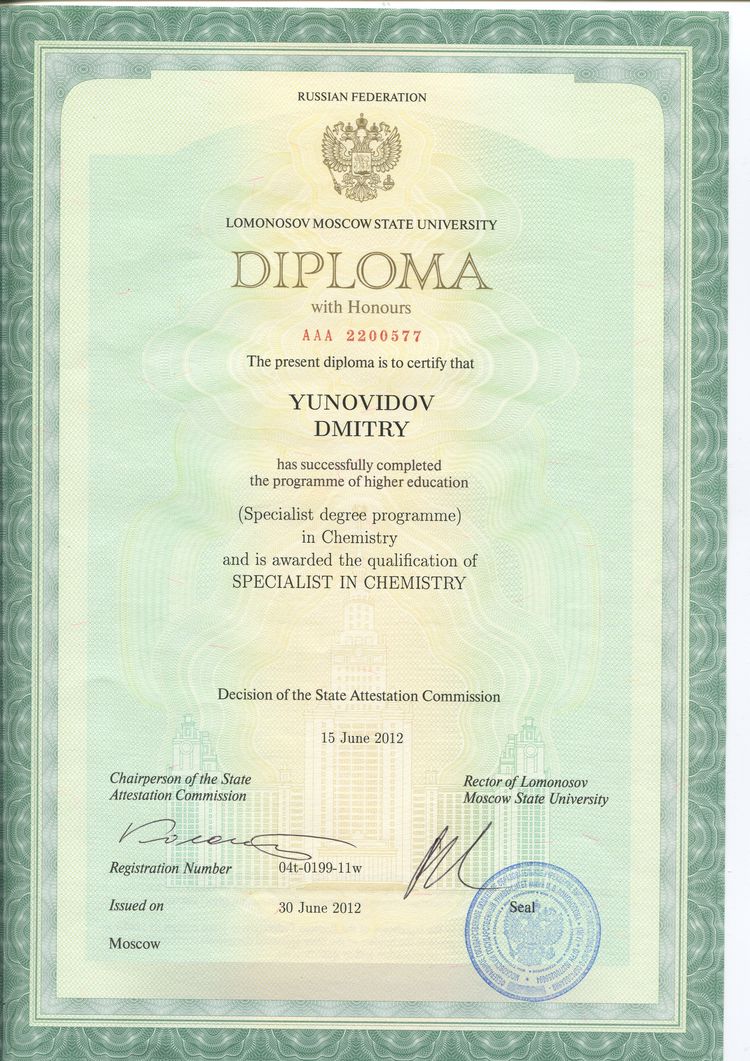 RUSSIAN FEDERATION
LOMONOSOV MOSCOW STATE UNIVERSITY
DIPLOMA
with Honours
AAA 2200577
The present diploma is to certify that
YUNOVIDOV
DMITRY
has successfully completed
the programme of higher education
(Specialist degree programme)
in Chemistry
and is awarded the qualification of
SPECIALIST IN CHEMISTRY
Decision of the State Attestation Commission
15 June 2012
Chairperson of the State
Attestation Commission
Rector of Lomonosov
Moscow State University
Registration Number 04t-0199-11w
Issued on 30 June 2012
Seal
Moscow